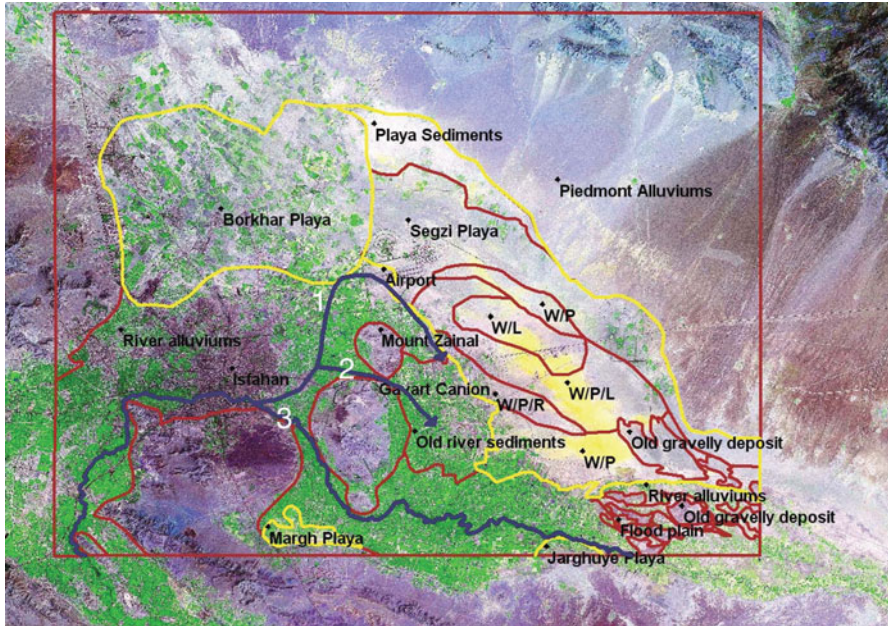 Playa Sediments
Piedmont Alluviums
Borkhar Playa
Segzi Playa
Airport
1
W/P
W/L
River alluviums
Mount Zainal
Isfahan
2
Gavart Canion
W/P/L
W/P/R
3
Old river sediments
Old gravelly deposit
W/P
River alluviums
Old gravelly deposit
Flood plain
Margh Playa
Jarghuye Playa